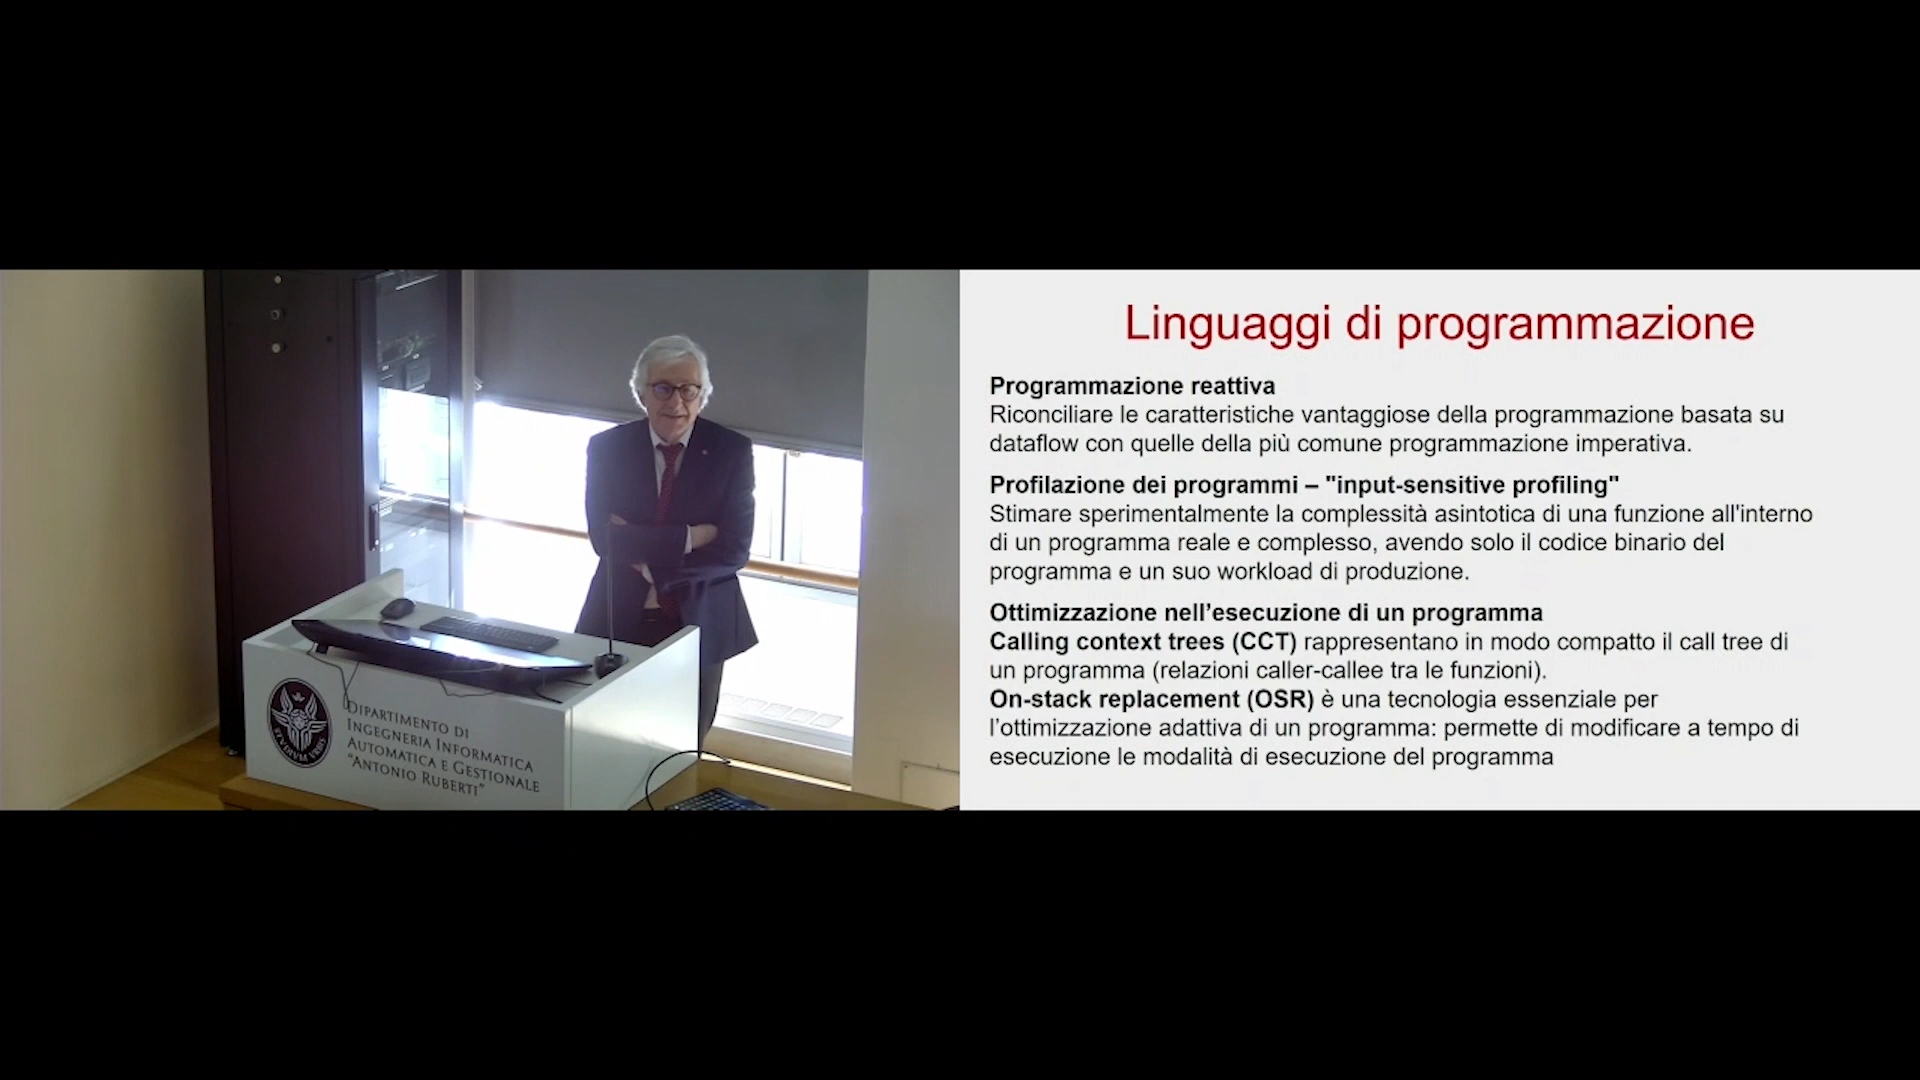 Linguaggi di programmazione
Programmazione reattiva
Riconciliare le caratteristiche vantaggiose della programmazione basata su
dataflow con quelle della più comune programmazione imperativa.
Profilazione dei programmi – "input-sensitive profiling"
Stimare sperimentalmente la complessità asintotica di una funzione all'interno
di un programma reale e complesso, avendo solo il codice binario del
programma e un suo workload di produzione.
Ottimizzazione nell’esecuzione di un programma
Calling context trees (CCT) rappresentano in modo compatto il call tree di
un programma (relazioni caller-callee tra le funzioni).
On-stack replacement (OSR) è una tecnologia essenziale per
l’ottimizzazione adattiva di un programma: permette di modificare a tempo di
esecuzione le modalità di esecuzione del programma
DIPARTIMENTO DI
INGEGNERIA INFORMATICA
AUTOMATICA E GESTIONALE
"ANTONIO RUBERTI"
STVDIVM VRBIS